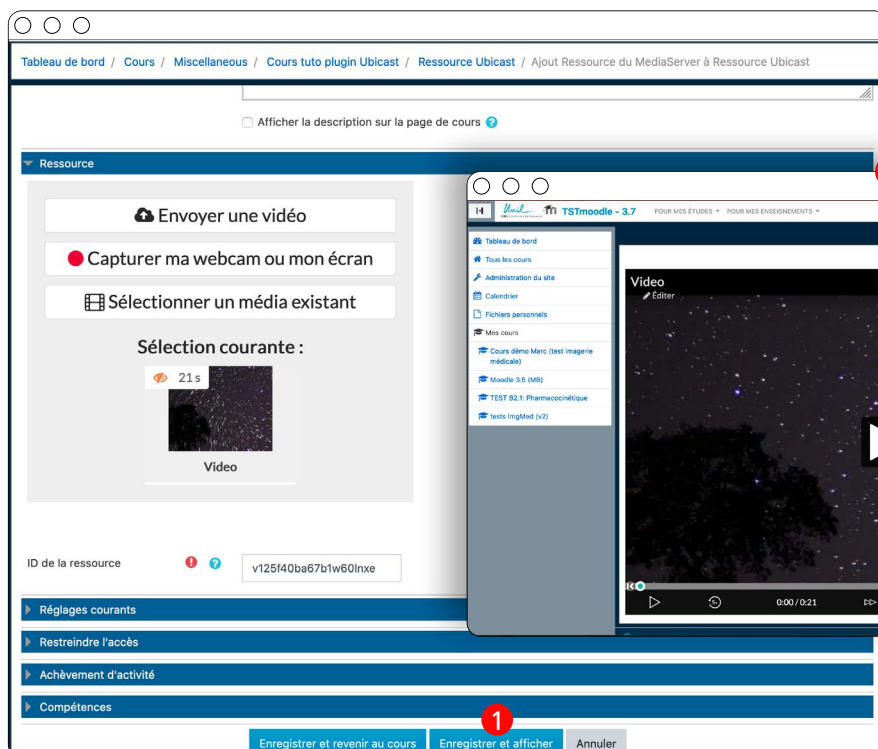 Tableau de bord / Cours / Miscellaneous / Cours tuto plugin Ubicast / Ressource Ubicast / Ajout Ressource du MediaServer à Ressource Ubicast
Afficher la description sur la page de cours ?
Ressource
Envoyer une vidéo
Capturer ma webcam ou mon écran
Sélectionner un média existant
Sélection courante :
21 s
Video
ID de la ressource ! ? v125f40ba67b1w60lnxe
Réglages courants
Restreindre l'accès
Achèvement d'activité
Compétences
1
Enregistrer et revenir au cours Enregistrer et afficher Annuler
Unil TSTmoodle - 3.7 POUR MES ÉTUDES POUR MES ENSEIGNEMENTS
Tableau de bord
Tous les cours
Administration du site
Calendrier
Fichiers personnels
Mes cours
Cours démo Marc (test imagerie
médicale)
Moodle 3.5 (MB)
TEST B2.1: Pharmacocinétique
tests ImgMed (v2)
Video
Éditer
0:00 / 0:21